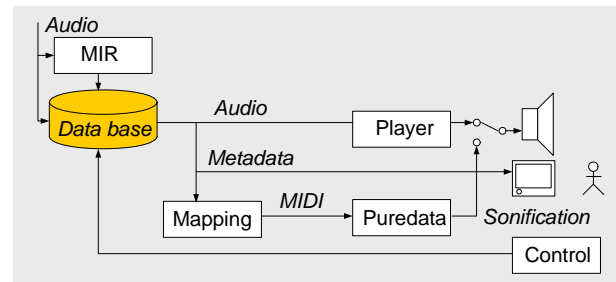 Audio
MIR
Data base
Audio
Player
Metadata
Mapping
MIDI
Puredata
Sonification
Control